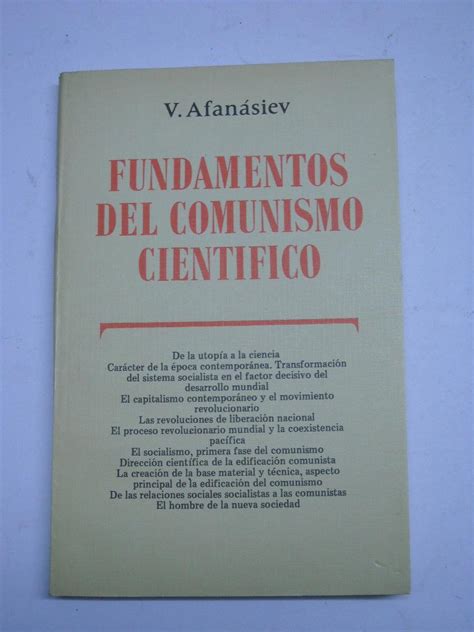 V. Afanásiev
FUNDAMENTOS
DEL COMUNISMO
CIENTIFICO
De la utopía a la ciencia
Carácter de la época contemporánea. Transformación
del sistema socialista en el factor decisivo del
desarrollo mundial
El capitalismo contemporáneo y el movimiento
revolucionario
Las revoluciones de liberación nacional
El proceso revolucionario mundial y la coexistencia
pacífica
El socialismo, primera fase del comunismo
Dirección científica de la edificación comunista
La creación de la base material y técnica, aspecto
principal de la edificación del comunismo
De las relaciones sociales socialistas a las comunistas
El hombre de la nueva sociedad